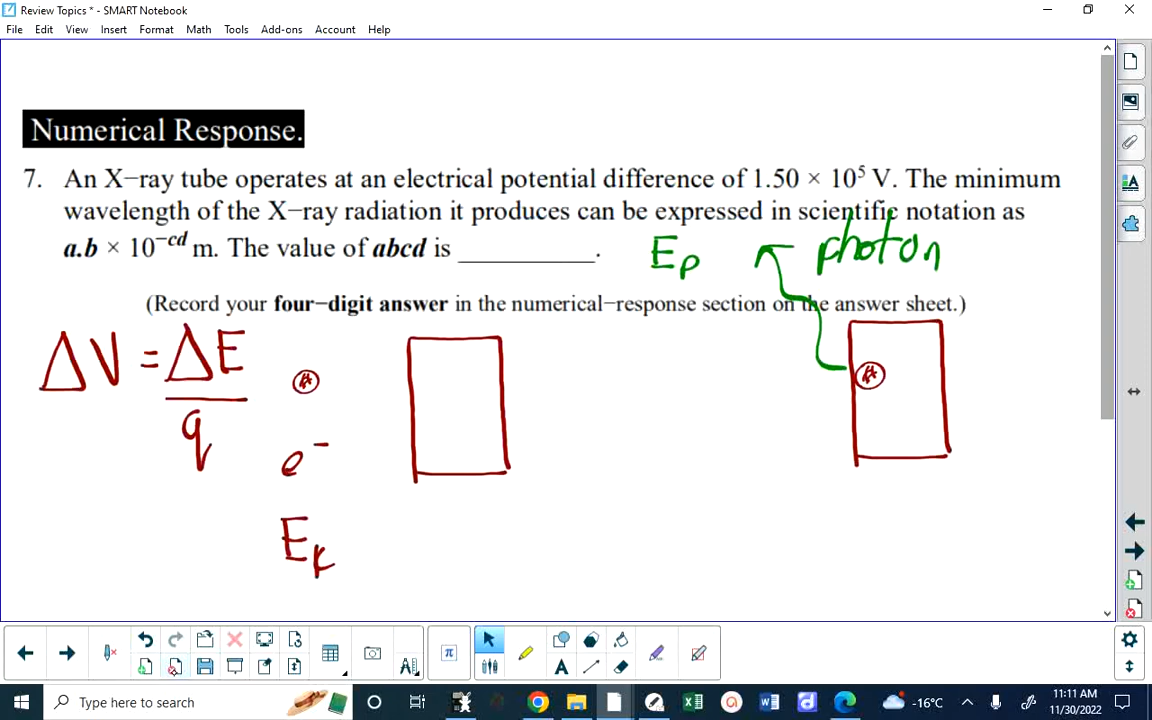 Review Topics * - SMART Notebook
File Edit View Insert Format Math Tools Add-ons Account Help
Numerical Response.
7. An X−ray tube operates at an electrical potential difference of 1.50 × 10⁵ V. The minimum
wavelength of the X−ray radiation it produces can be expressed in scientific notation as
a.b × 10⁻ᶜᵈ m. The value of abcd is __________.
Ep photon
(Record your four−digit answer in the numerical−response section on the answer sheet.)
ΔV = ΔE
q
e⁻
Ek
π
A
Type here to search
-16°C
11:11 AM
11/30/2022